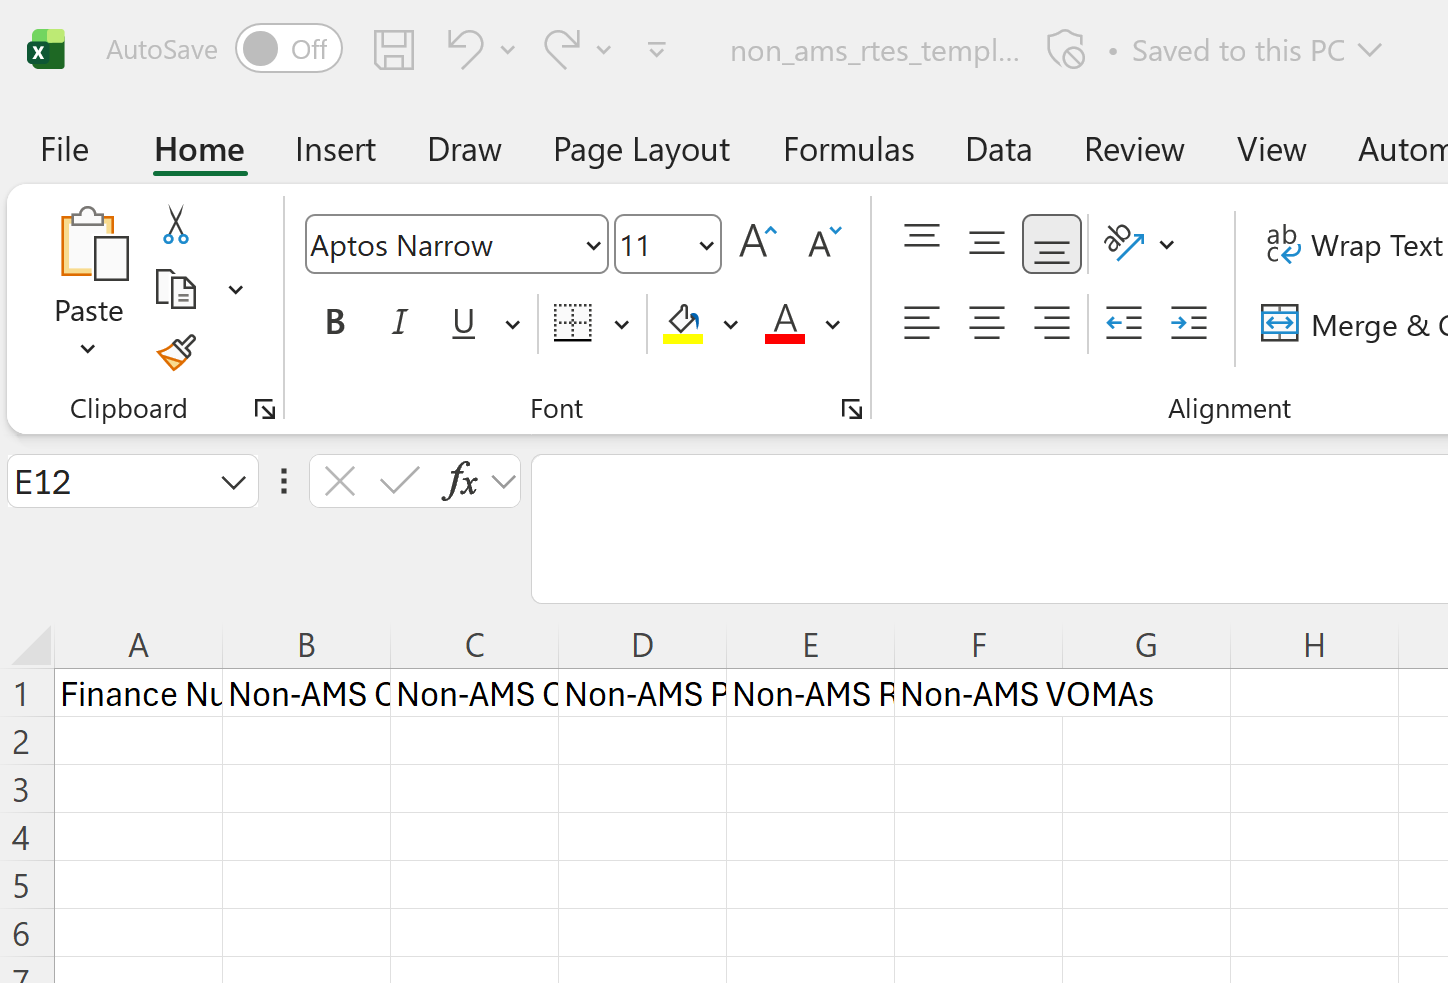 AutoSave Off non_ams_rtes_templ... • Saved to this PC
File Home Insert Draw Page Layout Formulas Data Review View Autom
Aptos Narrow 11 Wrap Text
Paste B I U A Merge & C
Clipboard Font Alignment
E12 fx
A B C D E F G H
1 Finance Nu Non-AMS C Non-AMS C Non-AMS P Non-AMS R Non-AMS VOMAs
2
3
4
5
6
7